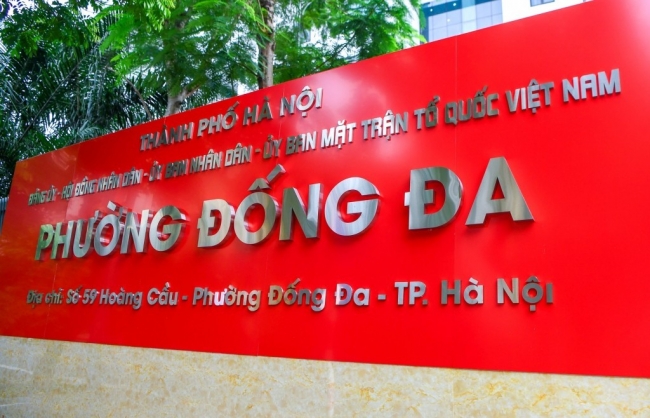 THÀNH PHỐ HÀ NỘI
ĐẢNG ỦY - HỘI ĐỒNG NHÂN DÂN - ỦY BAN NHÂN DÂN - ỦY BAN MẶT TRẬN TỔ QUỐC VIỆT NAM
PHƯỜNG ĐỐNG ĐA
Địa chỉ: Số 59 Hoàng Cầu - Phường Đống Đa - TP. Hà Nội